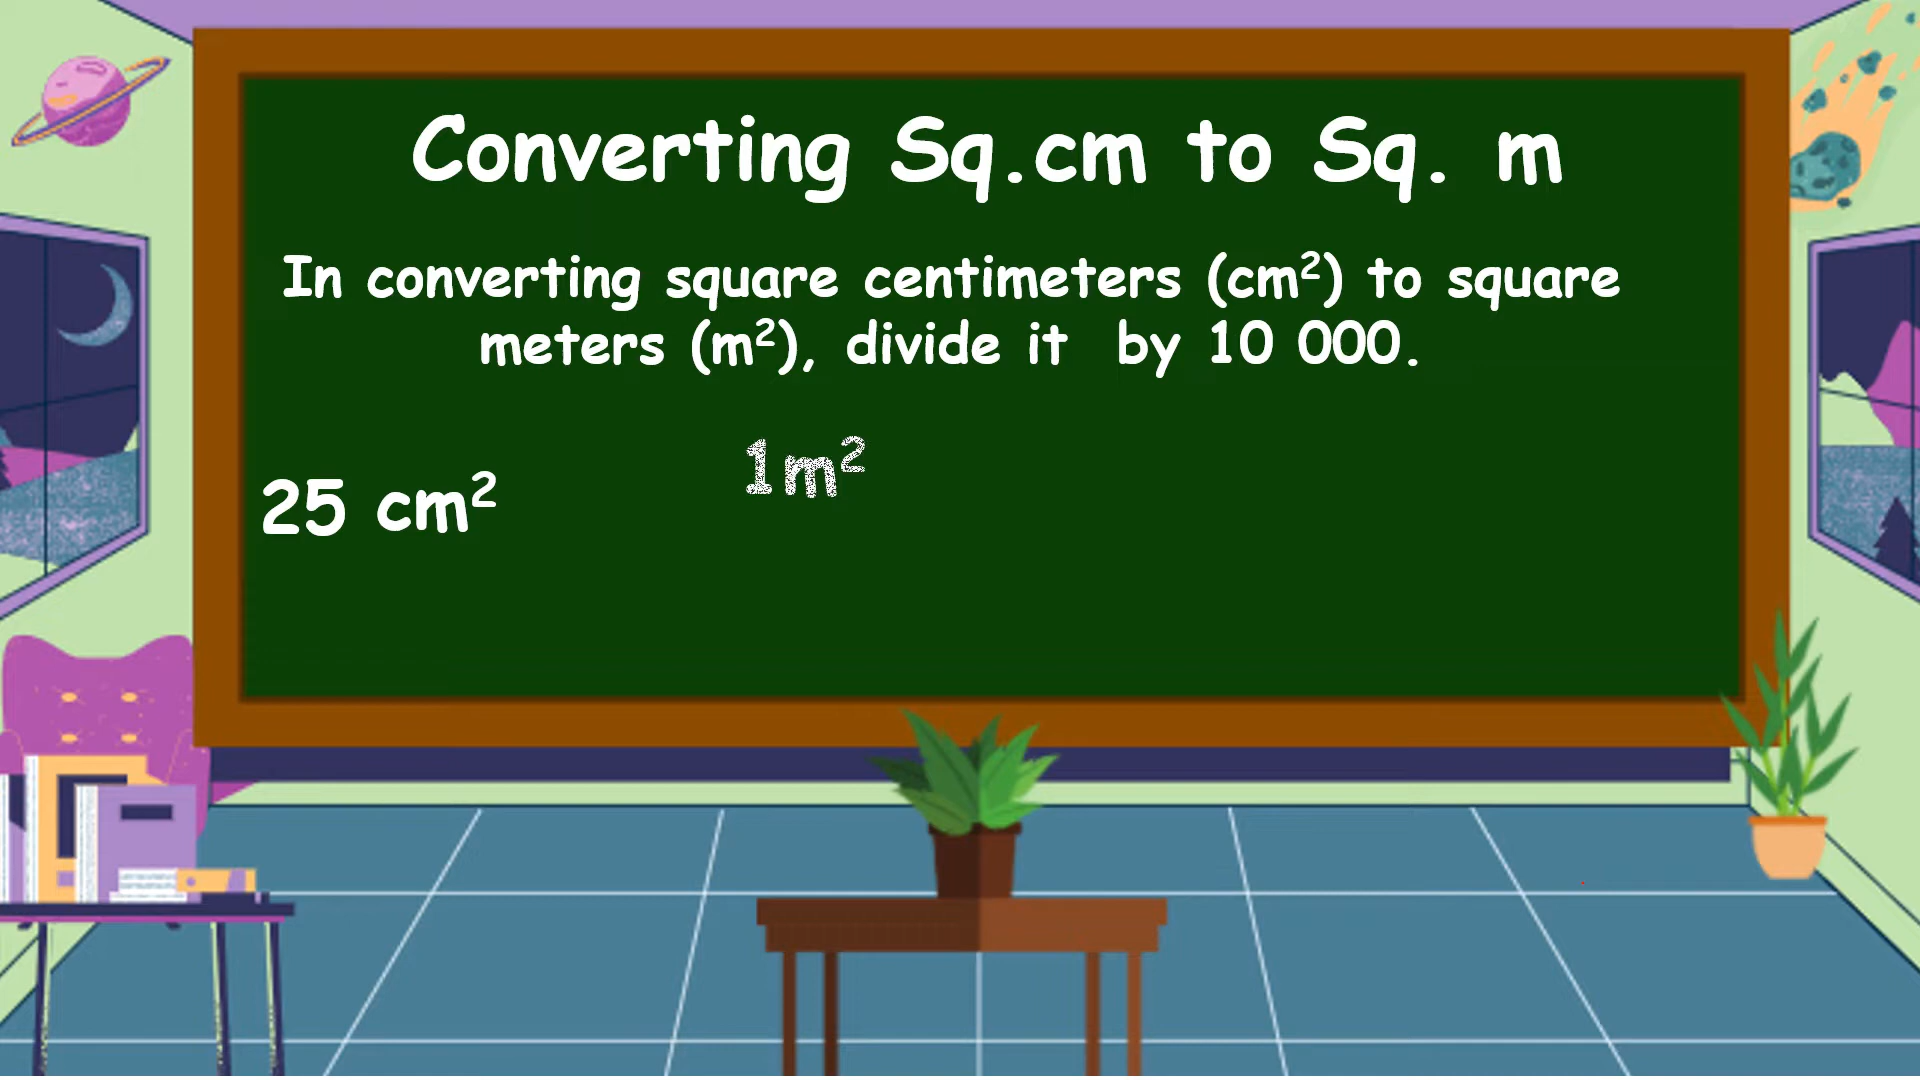 Converting Sq.cm to Sq. m
In converting square centimeters (cm²) to square
meters (m²), divide it by 10 000.
1m²
25 cm²